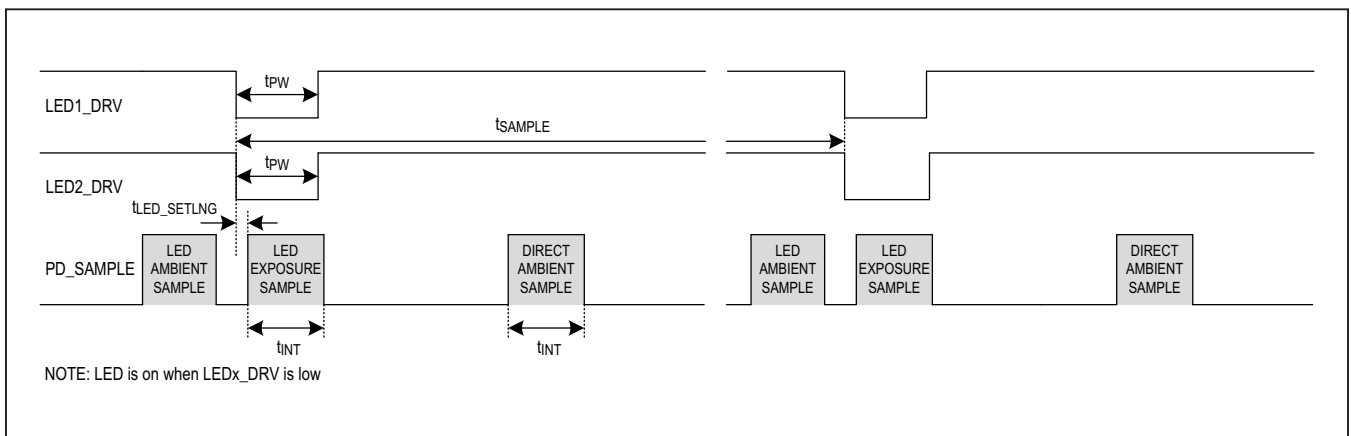 tPW
LED1_DRV
tSAMPLE
tPW
LED2_DRV
tLED_SETLNG
PD_SAMPLE
LED
AMBIENT
SAMPLE
LED
EXPOSURE
SAMPLE
DIRECT
AMBIENT
SAMPLE
LED
AMBIENT
SAMPLE
LED
EXPOSURE
SAMPLE
DIRECT
AMBIENT
SAMPLE
tINT
tINT
NOTE: LED is on when LEDx_DRV is low